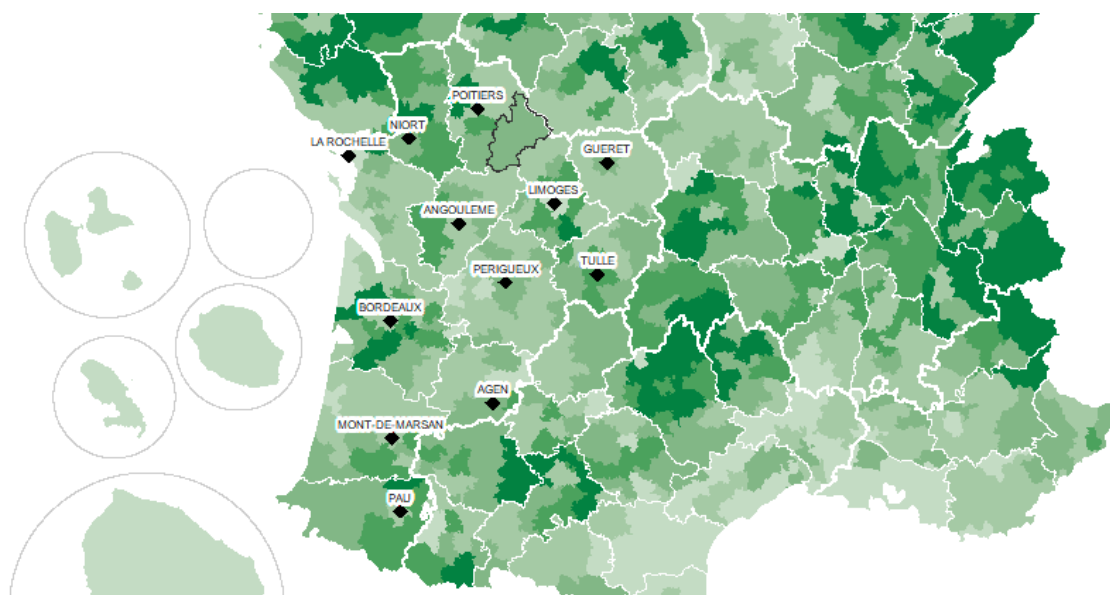 POITIERS
NIORT
LA ROCHELLE
GUERET
LIMOGES
ANGOULEME
TULLE
PERIGUEUX
BORDEAUX
AGEN
MONT-DE-MARSAN
PAU